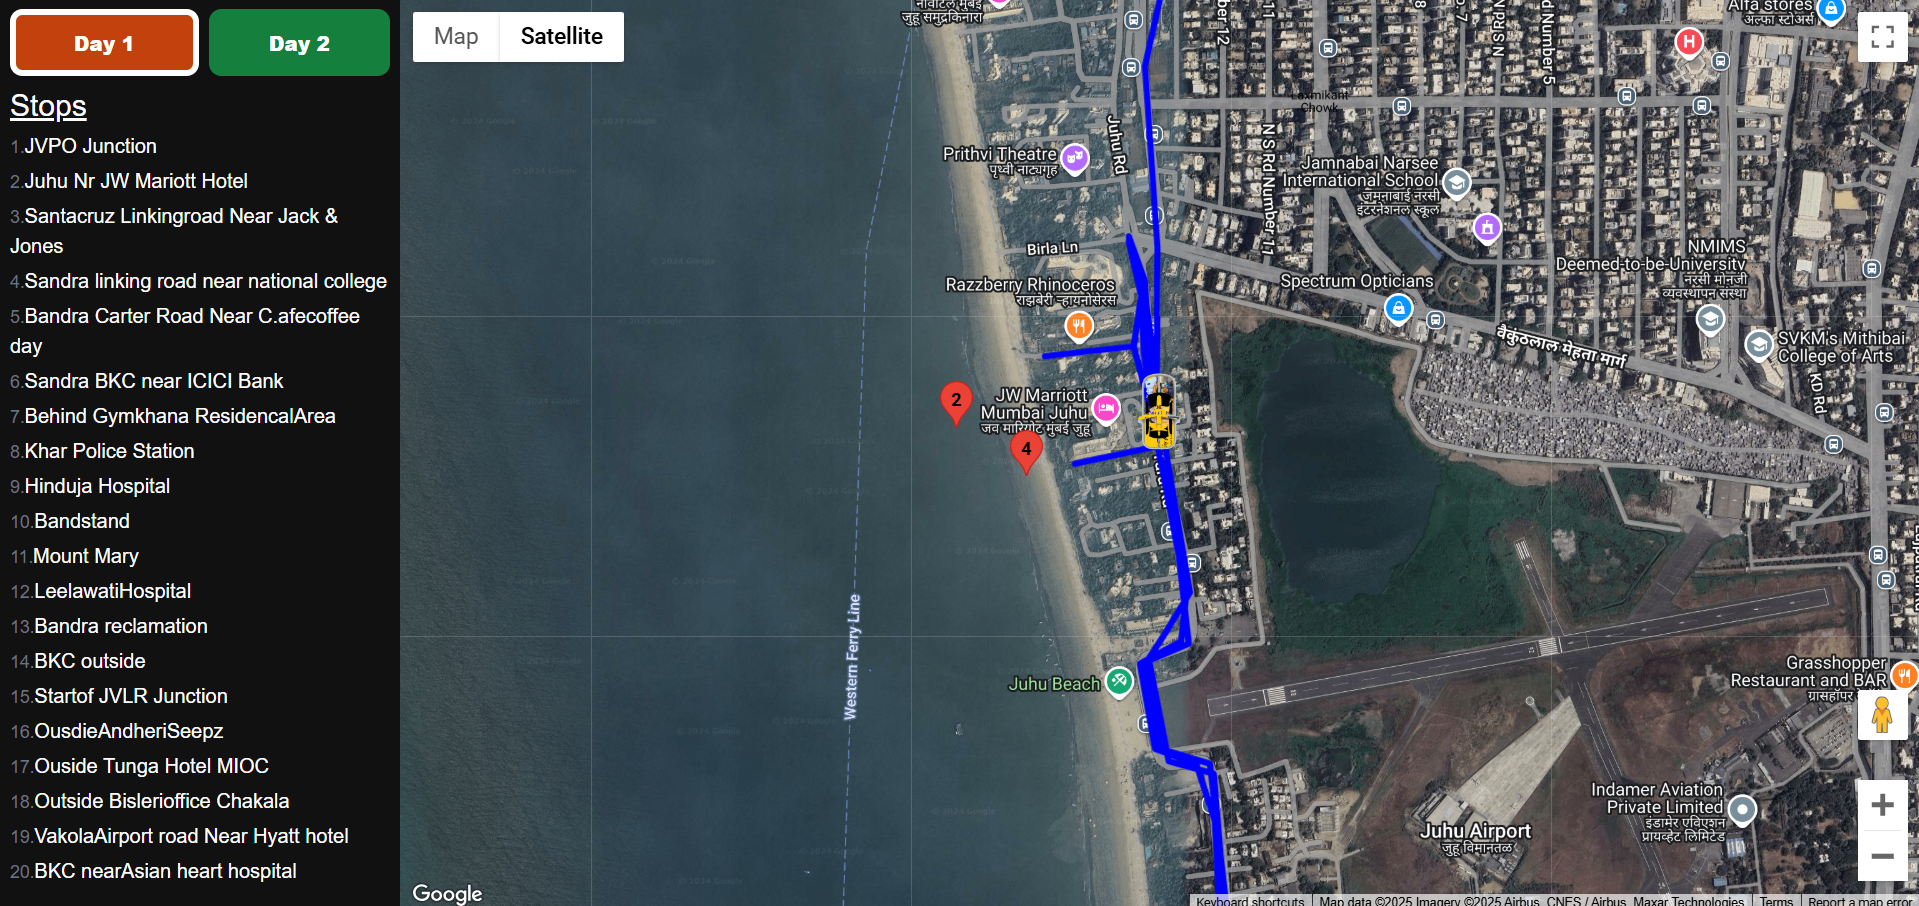 Day 1
Day 2
Stops
1.JVPO Junction
2.Juhu Nr JW Mariott Hotel
3.Santacruz Linkingroad Near Jack &
Jones
4.Sandra linking road near national college
5.Bandra Carter Road Near C.afecoffee
day
6.Sandra BKC near ICICI Bank
7.Behind Gymkhana ResidencalArea
8.Khar Police Station
9.Hinduja Hospital
10.Bandstand
11.Mount Mary
12.LeelawatiHospital
13.Bandra reclamation
14.BKC outside
15.Startof JVLR Junction
16.OusdieAndheriSeepz
17.Ouside Tunga Hotel MIOC
18.Outside Bislerioffice Chakala
19.VakolaAirport road Near Hyatt hotel
20.BKC nearAsian heart hospital
Map
Satellite
नोवोटेल मुंबई
जुहू समुद्रकिनारा
Alfa stores
अल्फा स्टोअर्स
Laxmikant
Chowk
Juhu Rd
N S Rd Number 11
Prithvi Theatre
पृथ्वी नाट्यगृह
Jamnabai Narsee
International School
जमनाबाई नरसी
इंटरनॅशनल स्कूल
Birla Ln
NMIMS
Deemed-to-be-University
नरसी मोनजी
व्यवस्थापन संस्था
Razzberry Rhinoceros
राझबेरी ऱ्हायनोसेरस
Spectrum Opticians
वैकुंठलाल मेहता मार्ग
SVKM's Mithibai
College of Arts
KD Rd
2
JW Marriott
Mumbai Juhu
जव मारियोट मुंबई जुहू
4
Western Ferry Line
Juhu Beach
Grasshopper
Restaurant and BAR
Indamer Aviation
Private Limited
इंडामेर एविएशन
प्रायव्हेट लिमिटेड
Juhu Airport
जुहू विमानतळ
Google
Keyboard shortcuts
Map data ©2025 Imagery ©2025 Airbus, CNES / Airbus, Maxar Technologies
Terms
Report a map error